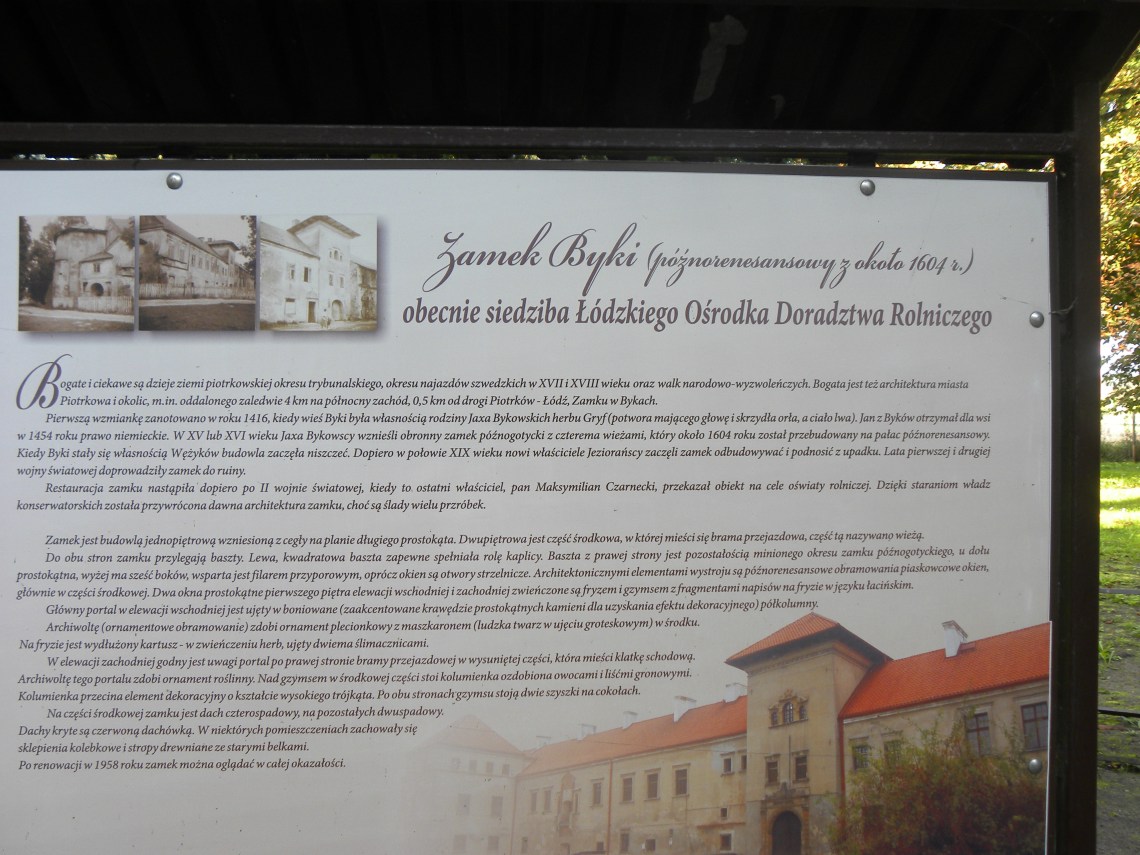 Zamek Byki (późnorenesansowy z około 1604 r.)
obecnie siedziba Łódzkiego Ośrodka Doradztwa Rolniczego
Bogate i ciekawe są dzieje ziemi piotrkowskiej okresu trybunalskiego, okresu najazdów szwedzkich w XVII i XVIII wieku oraz walk narodowo-wyzwoleńczych. Bogata jest też architektura miasta
Piotrkowa i okolic, m.in. oddalonego zaledwie 4 km na północny zachód, 0,5 km od drogi Piotrków - Łódź, Zamku w Bykach.
Pierwszą wzmiankę zanotowano w roku 1416, kiedy wieś Byki była własnością rodziny Jaxa Bykowskich herbu Gryf (potwora mającego głowę i skrzydła orła, a ciało lwa). Jan z Byków otrzymał dla wsi
w 1454 roku prawo niemieckie. W XV lub XVI wieku Jaxa Bykowscy wznieśli obronny zamek późnogotycki z czterema wieżami, który około 1604 roku został przebudowany na pałac późnorenesansowy.
Kiedy Byki stały się własnością Wężyków budowla zaczęła niszczeć. Dopiero w połowie XIX wieku nowi właściciele Jeziorańscy zaczęli zamek odbudowywać i podnosić z upadku. Lata pierwszej i drugiej
wojny światowej doprowadziły zamek do ruiny.
Restauracja zamku nastąpiła dopiero po II wojnie światowej, kiedy to ostatni właściciel, pan Maksymilian Czarnecki, przekazał obiekt na cele oświaty rolniczej. Dzięki staraniom władz
konserwatorskich została przywrócona dawna architektura zamku, choć są ślady wielu przróbek.
Zamek jest budowlą jednopiętrową wzniesioną z cegły na planie długiego prostokąta. Dwupiętrowa jest część środkowa, w której mieści się brama przejazdowa, część tą nazywano wieżą.
Do obu stron zamku przylegają baszty. Lewa, kwadratowa baszta zapewne spełniała rolę kaplicy. Baszta z prawej strony jest pozostałością minionego okresu zamku późnogotyckiego, u dołu
prostokątna, wyżej ma sześć boków, wsparta jest filarem przyporowym, oprócz okien są otwory strzelnicze. Architektonicznymi elementami wystroju są późnorenesansowe obramowania piaskowcowe okien,
głównie w części środkowej. Dwa okna prostokątne pierwszego piętra elewacji wschodniej i zachodniej zwieńczone są fryzem i gzymsem z fragmentami napisów na fryzie w języku łacińskim.
Główny portal w elewacji wschodniej jest ujęty w boniowane (zaakcentowane krawędzie prostokątnych kamieni dla uzyskania efektu dekoracyjnego) półkolumny.
Archiwoltę (ornamentowe obramowanie) zdobi ornament plecionkowy z maszkaronem (ludzka twarz w ujęciu groteskowym) w środku.
Na fryzie jest wydłużony kartusz - w zwieńczeniu herb, ujęty dwiema ślimacznicami.
W elewacji zachodniej godny jest uwagi portal po prawej stronie bramy przejazdowej w wysuniętej części, która mieści klatkę schodową.
Archiwoltę tego portalu zdobi ornament roślinny. Nad gzymsem w środkowej części stoi kolumienka ozdobiona owocami i liśćmi gronowymi.
Kolumienka przecina element dekoracyjny o kształcie wysokiego trójkąta. Po obu stronach gzymsu stoją dwie szyszki na cokołach.
Na części środkowej zamku jest dach czterospadowy, na pozostałych dwuspadowy.
Dachy kryte są czerwoną dachówką. W niektórych pomieszczeniach zachowały się
sklepienia kolebkowe i stropy drewniane ze starymi belkami.
Po renowacji w 1958 roku zamek można oglądać w całej okazałości.